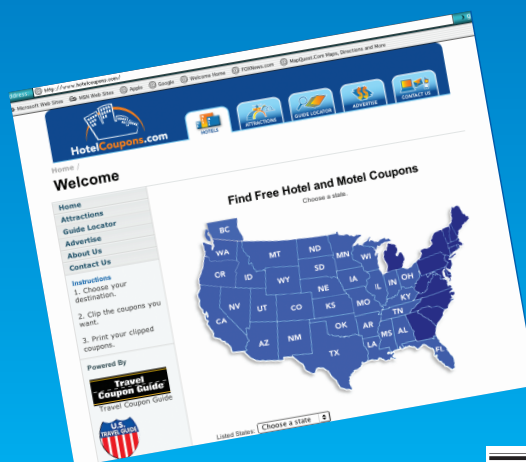 http://www.hotelcoupons.com/
Microsoft Web Sites MSN Web Sites Apple Google Welcome Home FOXNews.com MapQuest.Com Maps, Directions and More
HotelCoupons.com
HOTELS
ATTRACTIONS
GUIDE LOCATOR
ADVERTISE
CONTACT US
Home /
Welcome
Home
Attractions
Guide Locator
Advertise
About Us
Contact Us
Instructions
1. Choose your
destination.
2. Clip the coupons you
want.
3. Print your clipped
coupons.
Powered By
Travel
Coupon Guide
Travel Coupon Guide
U.S.
TRAVEL GUIDE
Find Free Hotel and Motel Coupons
Choose a state.
BC
WA
MT
ND
MN
WI
OR
ID
WY
SD
IA
IL
IN
OH
NE
NV
UT
CO
KS
MO
KY
CA
AZ
NM
OK
AR
TN
MS
AL
TX
LA
FL
Listed States: Choose a state